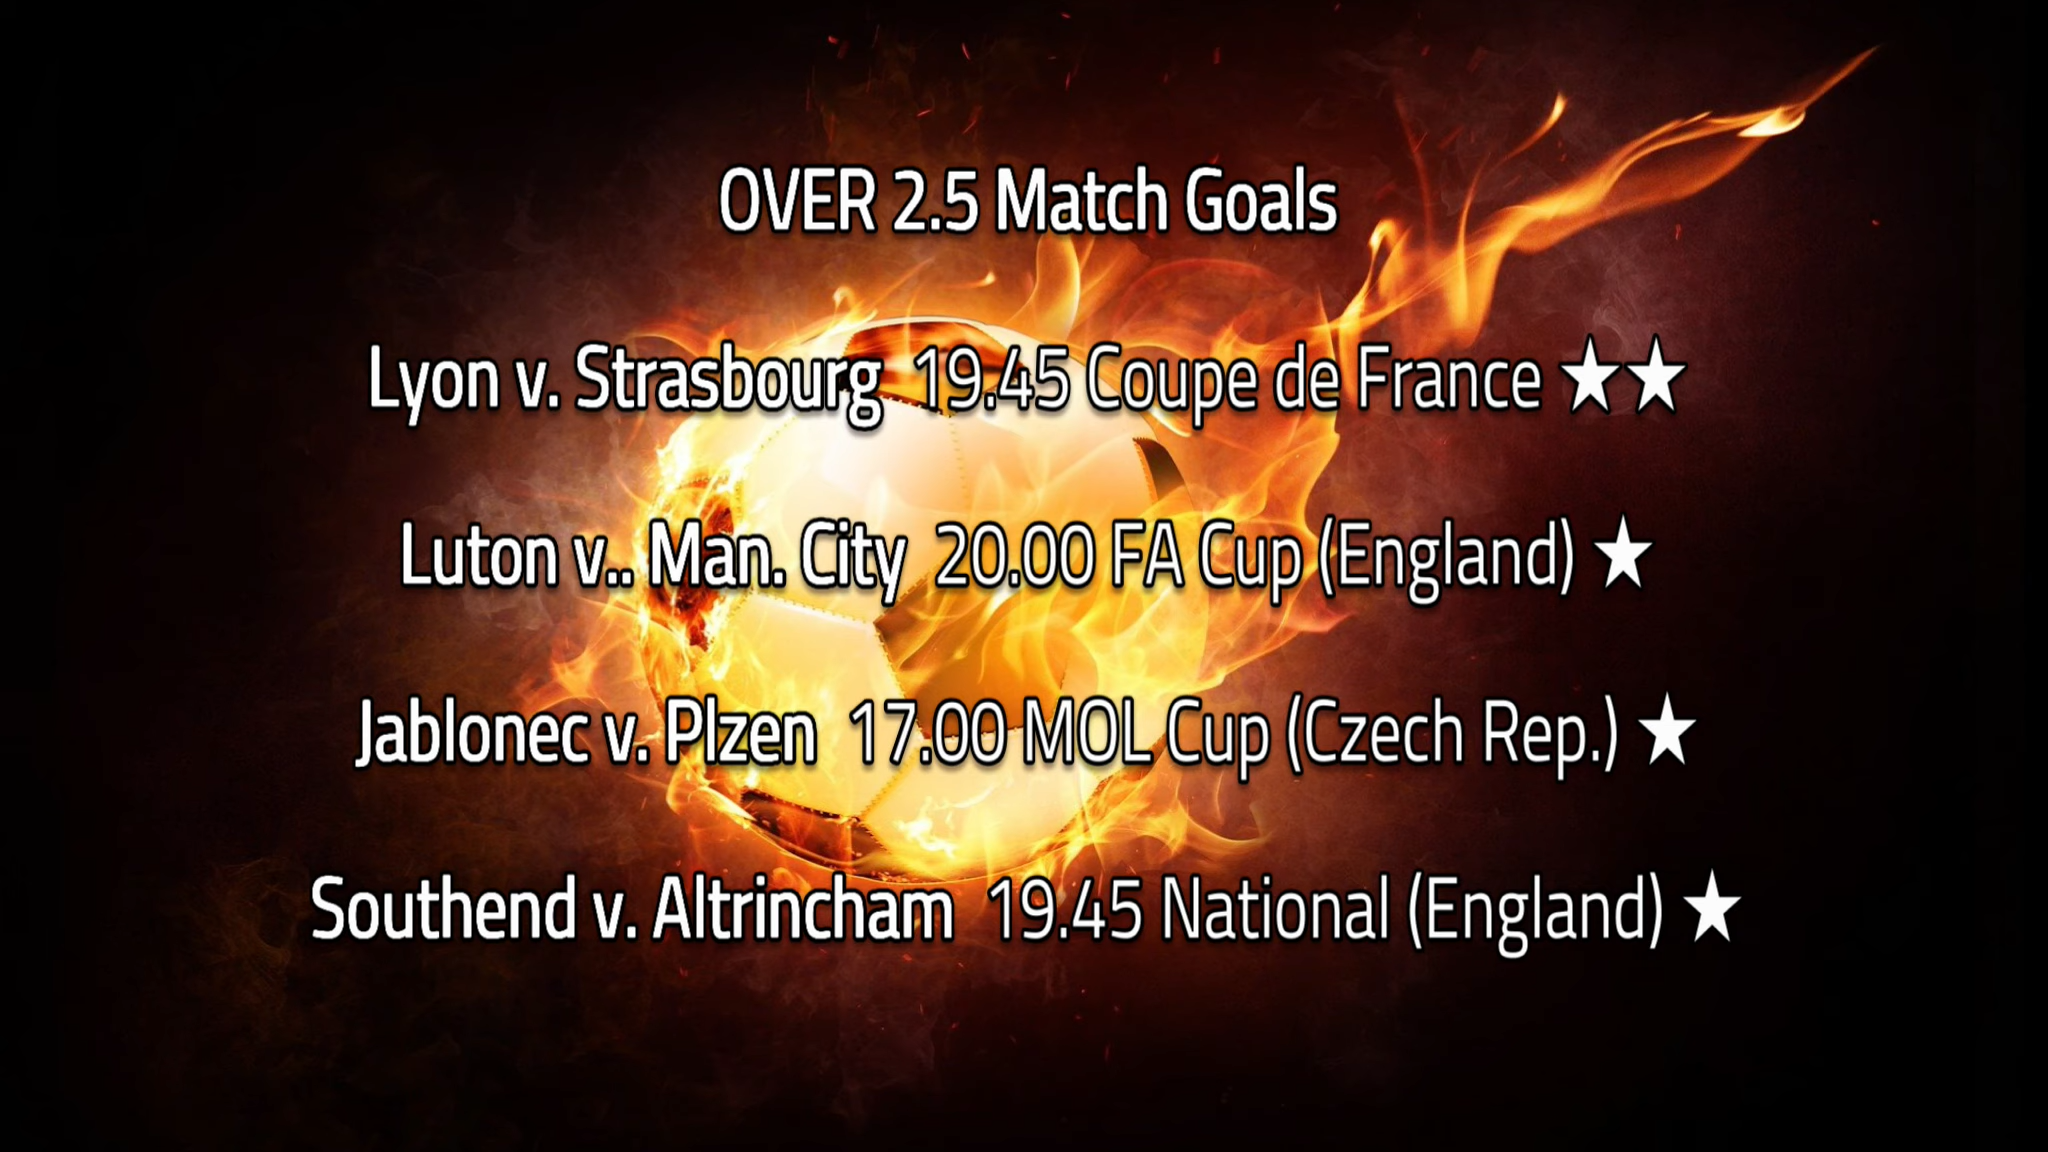 OVER 2.5 Match Goals
Lyon v. Strasbourg 19.45 Coupe de France ★★
Luton v.. Man. City 20.00 FA Cup (England) ★
Jablonec v. Plzen 17.00 MOL Cup (Czech Rep.) ★
Southend v. Altrincham 19.45 National (England) ★